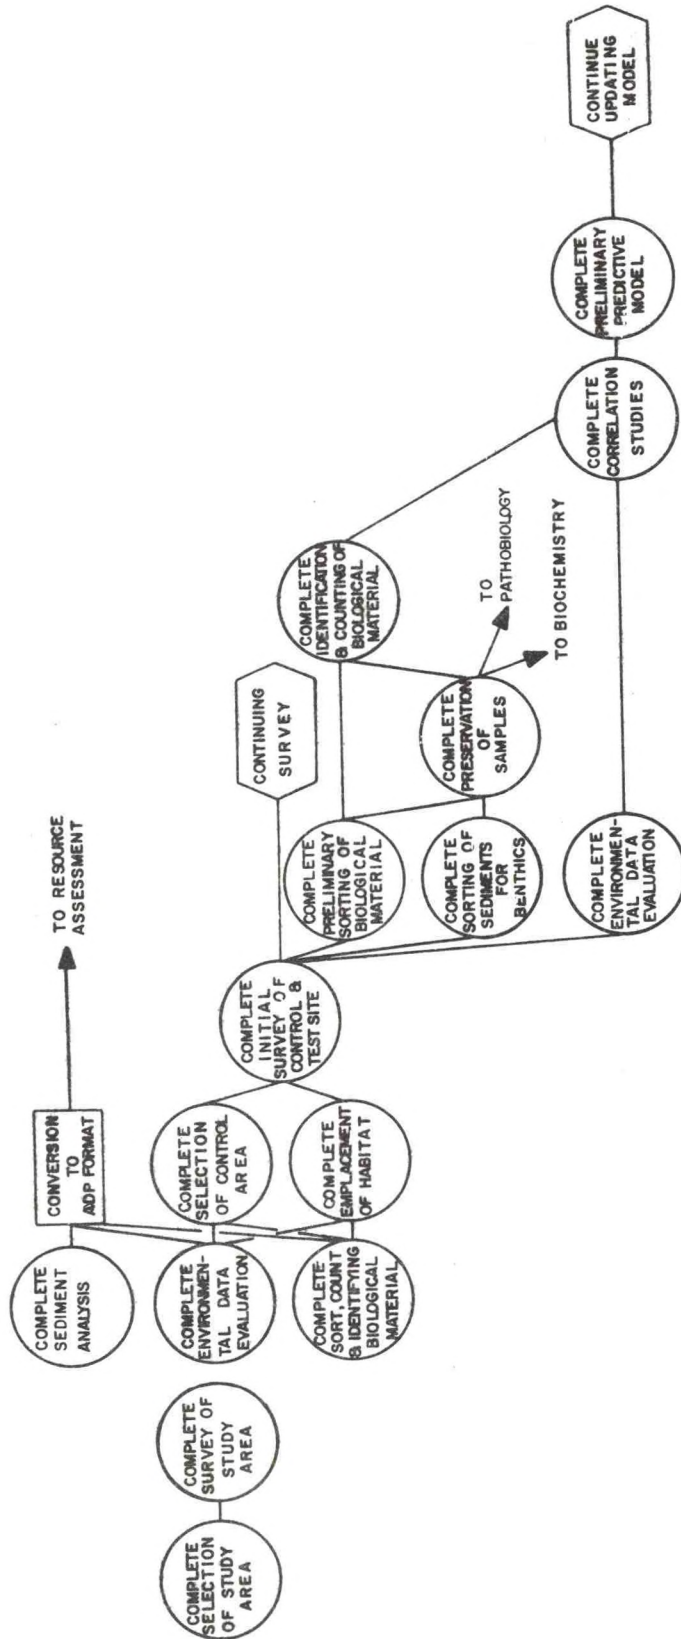 COMPLETE
SELECTION
OF STUDY
AREA
COMPLETE
SURVEY OF
STUDY
AREA
COMPLETE
SEDIMENT
ANALYSIS
COMPLETE
ENVIRONMEN-
TAL DATA
EVALUATION
COMPLETE
SORT, COUNT
& IDENTIFYING
BIOLOGICAL
MATERIAL
CONVERSION
TO
ADP FORMAT
TO RESOURCE
ASSESSMENT
COMPLETE
SELECTION
OF CONTROL
AREA
COMPLETE
EMPLACEMENT
OF HABITAT
COMPLETE
INITIAL
SURVEY OF
CONTROL &
TEST SITE
CONTINUING
SURVEY
COMPLETE
PRELIMINARY
SORTING OF
BIOLOGICAL
MATERIAL
COMPLETE
SORTING OF
SEDIMENTS
FOR
BENTHICS
COMPLETE
ENVIRONMEN-
TAL DATA
EVALUATION
COMPLETE
PRESERVATION
OF
SAMPLES
COMPLETE
IDENTIFICATION
& COUNTING OF
BIOLOGICAL
MATERIAL
TO
PATHOBIOLOGY
TO BIOCHEMISTRY
COMPLETE
CORRELATION
STUDIES
COMPLETE
PRELIMINARY
PREDICTIVE
MODEL
CONTINUE
UPDATING
MODEL